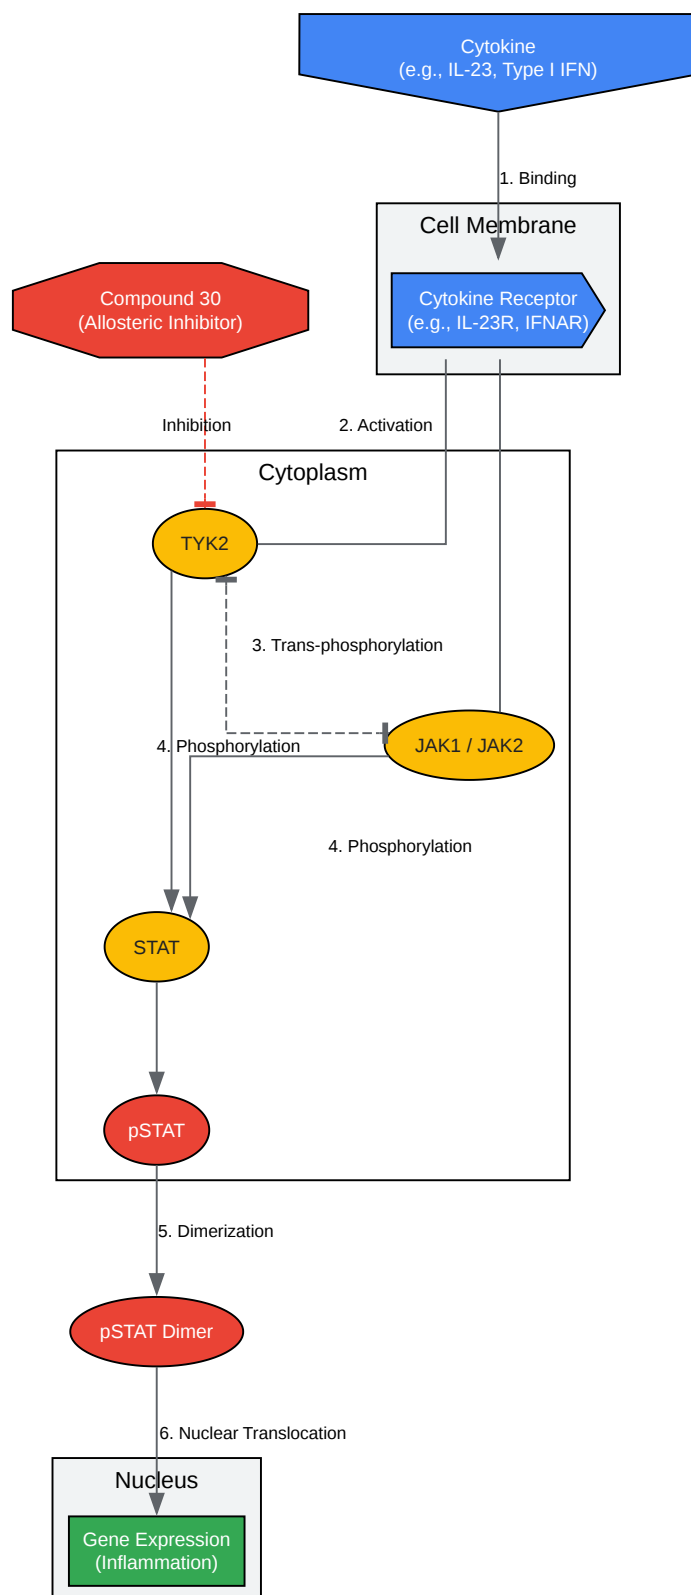 Cytokine
(e.g., IL-23, Type I IFN)
1. Binding
Cell Membrane
Cytokine Receptor
(e.g., IL-23R, IFNAR)
Compound 30
(Allosteric Inhibitor)
Inhibition
2. Activation
Cytoplasm
TYK2
3. Trans-phosphorylation
JAK1 / JAK2
4. Phosphorylation
4. Phosphorylation
STAT
pSTAT
5. Dimerization
pSTAT Dimer
6. Nuclear Translocation
Nucleus
Gene Expression
(Inflammation)